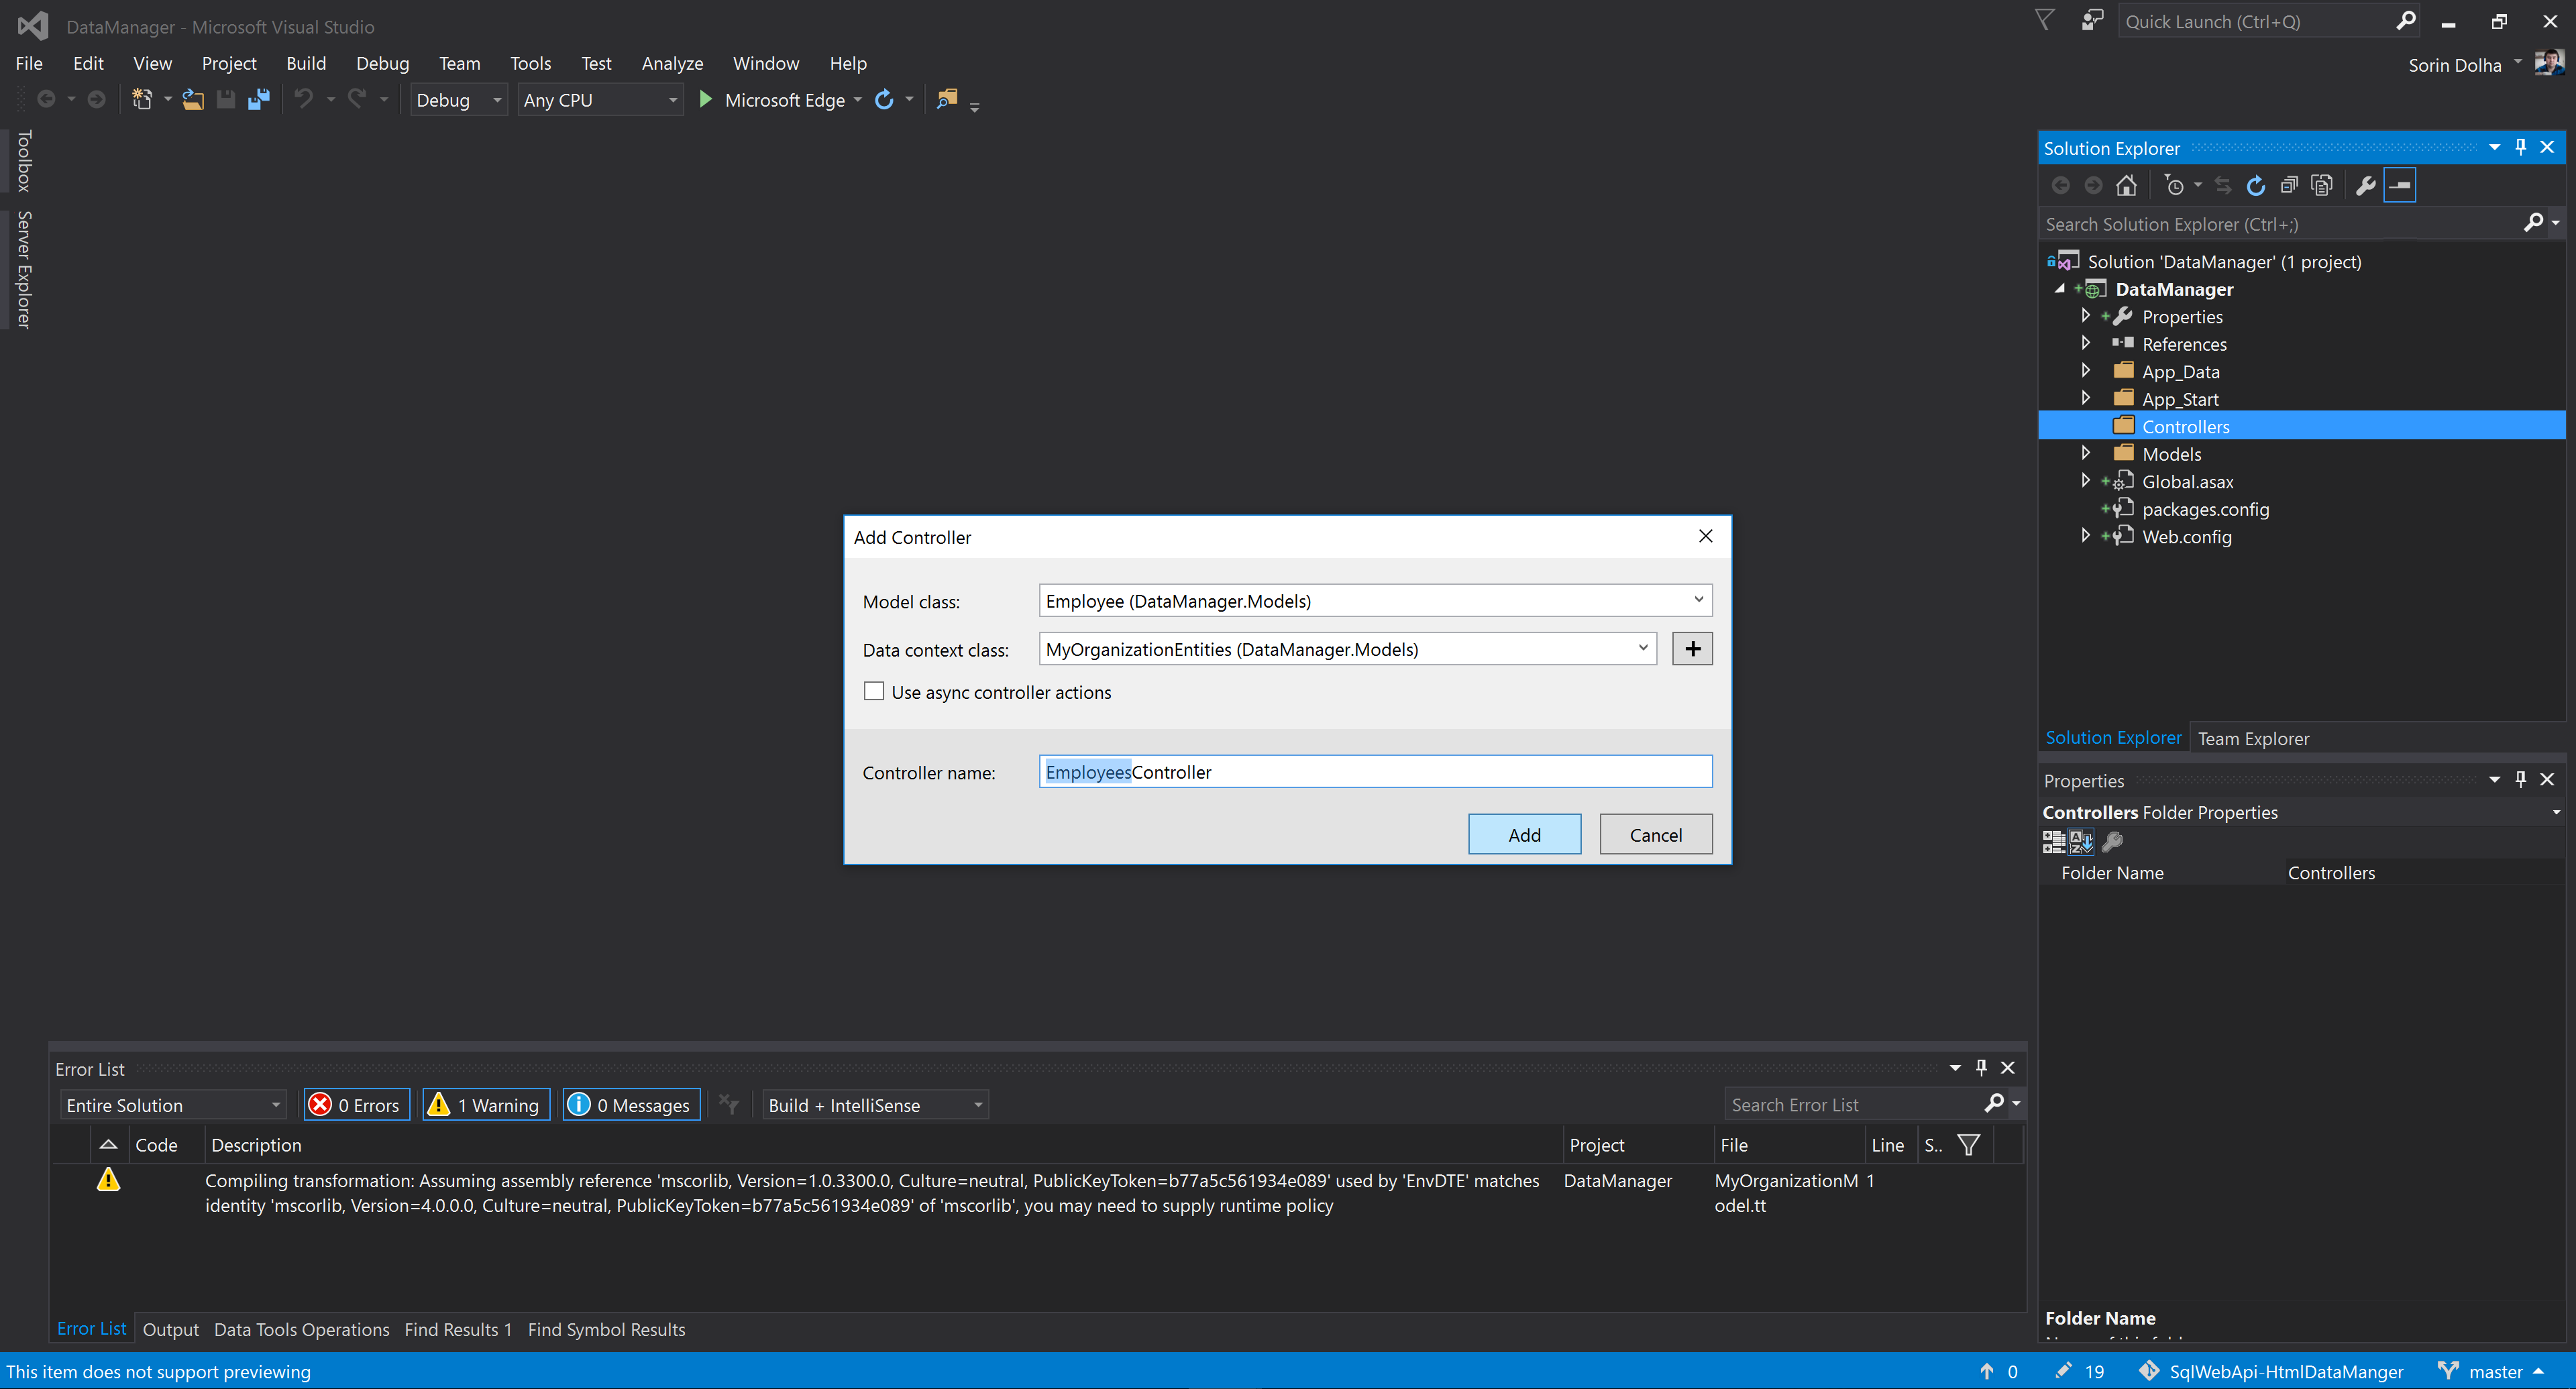 DataManager - Microsoft Visual Studio
Quick Launch (Ctrl+Q)
File Edit View Project Build Debug Team Tools Test Analyze Window Help
Sorin Dolha
Debug Any CPU Microsoft Edge
Toolbox
Server Explorer
Solution Explorer
Search Solution Explorer (Ctrl+;)
Solution 'DataManager' (1 project)
DataManager
Properties
References
App_Data
App_Start
Controllers
Models
Global.asax
packages.config
Web.config
Solution Explorer Team Explorer
Properties
Controllers Folder Properties
Folder Name Controllers
Folder Name
Add Controller
Model class: Employee (DataManager.Models)
Data context class: MyOrganizationEntities (DataManager.Models)
Use async controller actions
Controller name: EmployeesController
Add Cancel
Error List
Entire Solution 0 Errors 1 Warning 0 Messages Build + IntelliSense Search Error List
Code Description Project File Line S..
Compiling transformation: Assuming assembly reference 'mscorlib, Version=1.0.3300.0, Culture=neutral, PublicKeyToken=b77a5c561934e089' used by 'EnvDTE' matches DataManager MyOrganizationM 1
identity 'mscorlib, Version=4.0.0.0, Culture=neutral, PublicKeyToken=b77a5c561934e089' of 'mscorlib', you may need to supply runtime policy odel.tt
Error List Output Data Tools Operations Find Results 1 Find Symbol Results
This item does not support previewing 0 19 SqlWebApi-HtmlDataManger master